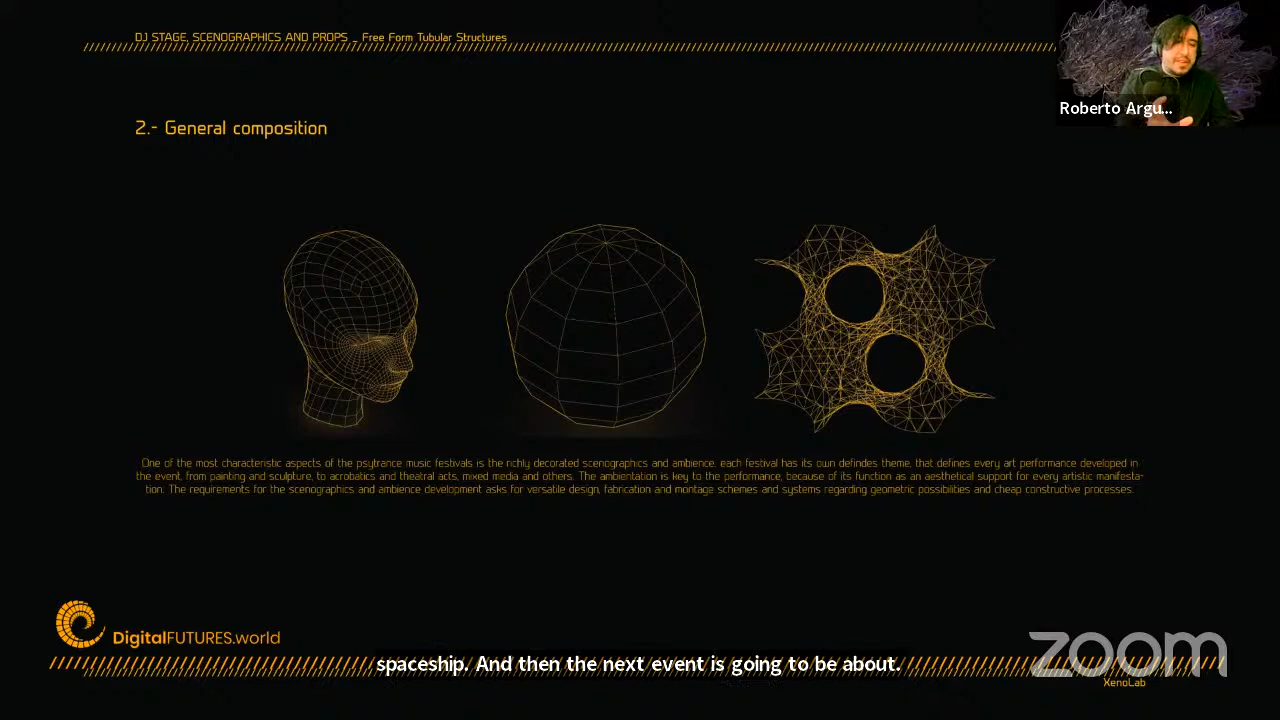 DJ STAGE, SCENOGRAPHICS AND PROPS _ Free Form Tubular Structures
Roberto Argu...
2.- General composition
One of the most characteristic aspects of the psytrance music festivals is the richly decorated scenographics and ambience. each festival has its own defindes theme, that defines every art performance developed in
the event, from painting and sculpture, to acrobatics and theatral acts, mixed media and others. The ambientation is key to the performance, because of its function as an aesthetical support for every artistic manifesta-
tion. The requirements for the scenographics and ambience development asks for versatile design, fabrication and montage schemes and systems regarding geometric possibilities and cheap constructive processes.
DigitalFUTURES.world
zoom
spaceship. And then the next event is going to be about.
XenoLab